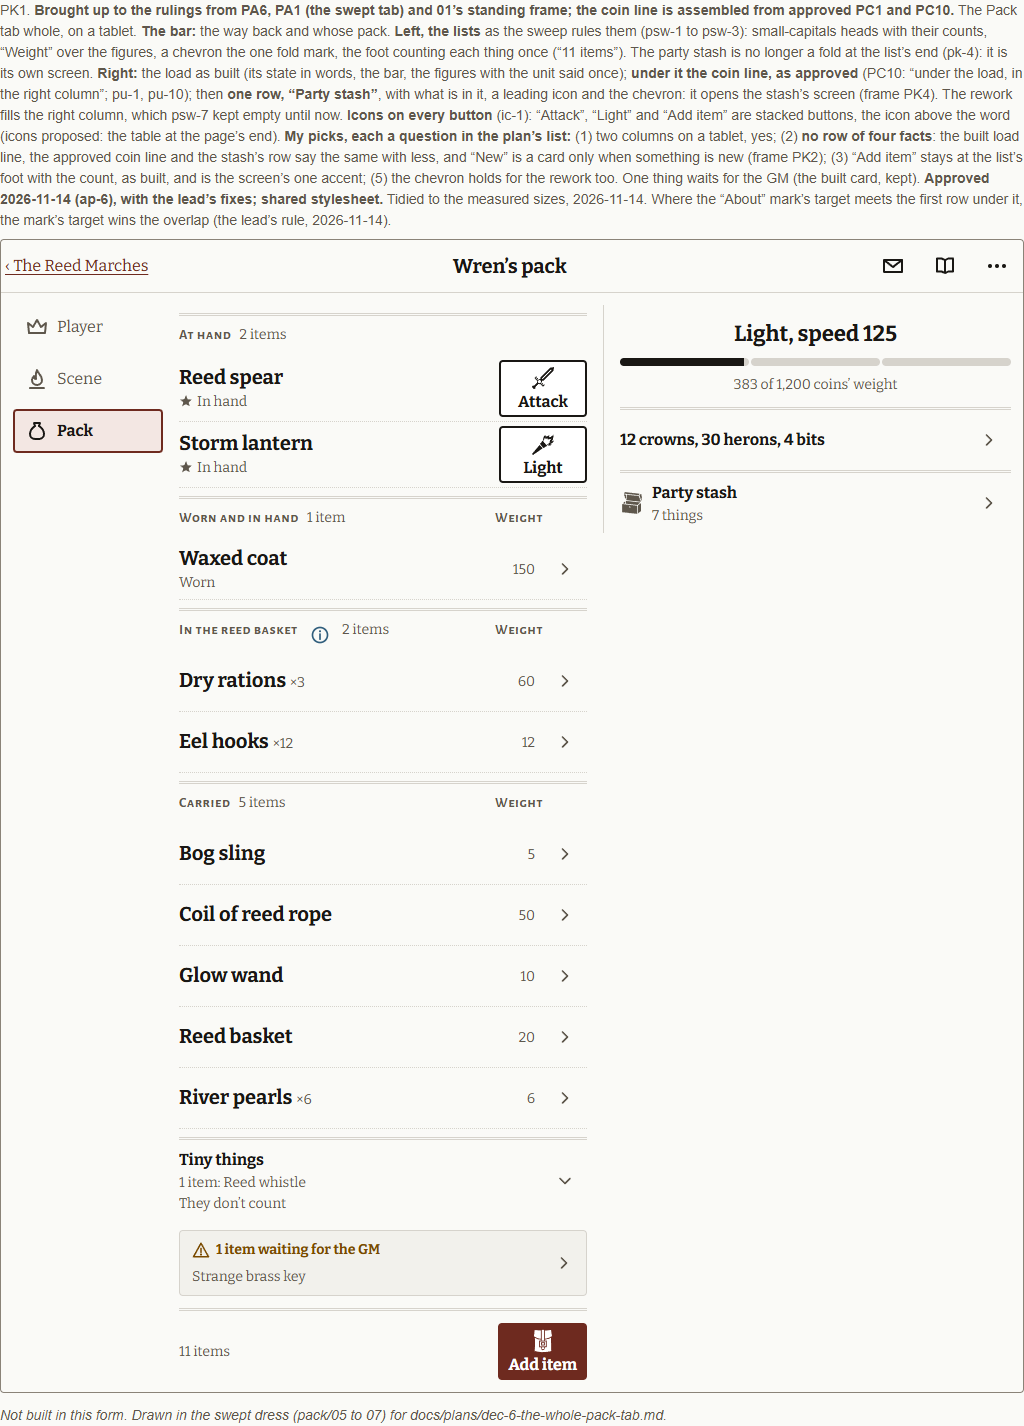 PK1. Brought up to the rulings from PA6, PA1 (the swept tab) and 01’s standing frame; the coin line is assembled from approved PC1 and PC10. The Pack
tab whole, on a tablet. The bar: the way back and whose pack. Left, the lists as the sweep rules them (psw-1 to psw-3): small-capitals heads with their counts,
“Weight” over the figures, a chevron the one fold mark, the foot counting each thing once (“11 items”). The party stash is no longer a fold at the list’s end (pk-4): it is
its own screen. Right: the load as built (its state in words, the bar, the figures with the unit said once); under it the coin line, as approved (PC10: “under the load, in
the right column”; pu-1, pu-10); then one row, “Party stash”, with what is in it, a leading icon and the chevron: it opens the stash’s screen (frame PK4). The rework
fills the right column, which psw-7 kept empty until now. Icons on every button (ic-1): “Attack”, “Light” and “Add item” are stacked buttons, the icon above the word
(icons proposed: the table at the page’s end). My picks, each a question in the plan’s list: (1) two columns on a tablet, yes; (2) no row of four facts: the built load
line, the approved coin line and the stash’s row say the same with less, and “New” is a card only when something is new (frame PK2); (3) “Add item” stays at the list’s
foot with the count, as built, and is the screen’s one accent; (5) the chevron holds for the rework too. One thing waits for the GM (the built card, kept). Approved
2026-11-14 (ap-6), with the lead’s fixes; shared stylesheet. Tidied to the measured sizes, 2026-11-14. Where the “About” mark’s target meets the first row under it,
the mark’s target wins the overlap (the lead’s rule, 2026-11-14).
‹ The Reed Marches
Wren’s pack
Player
Scene
Pack
At hand 2 items
Reed spear
★ In hand
Attack
Storm lantern
★ In hand
Light
Worn and in hand 1 item Weight
Waxed coat
Worn
150
In the reed basket 2 items Weight
Dry rations ×3 60
Eel hooks ×12 12
Carried 5 items Weight
Bog sling 5
Coil of reed rope 50
Glow wand 10
Reed basket 20
River pearls ×6 6
Tiny things
1 item: Reed whistle
They don’t count
1 item waiting for the GM
Strange brass key
11 items
Add item
Light, speed 125
383 of 1,200 coins’ weight
12 crowns, 30 herons, 4 bits
Party stash
7 things
Not built in this form. Drawn in the swept dress (pack/05 to 07) for docs/plans/dec-6-the-whole-pack-tab.md.